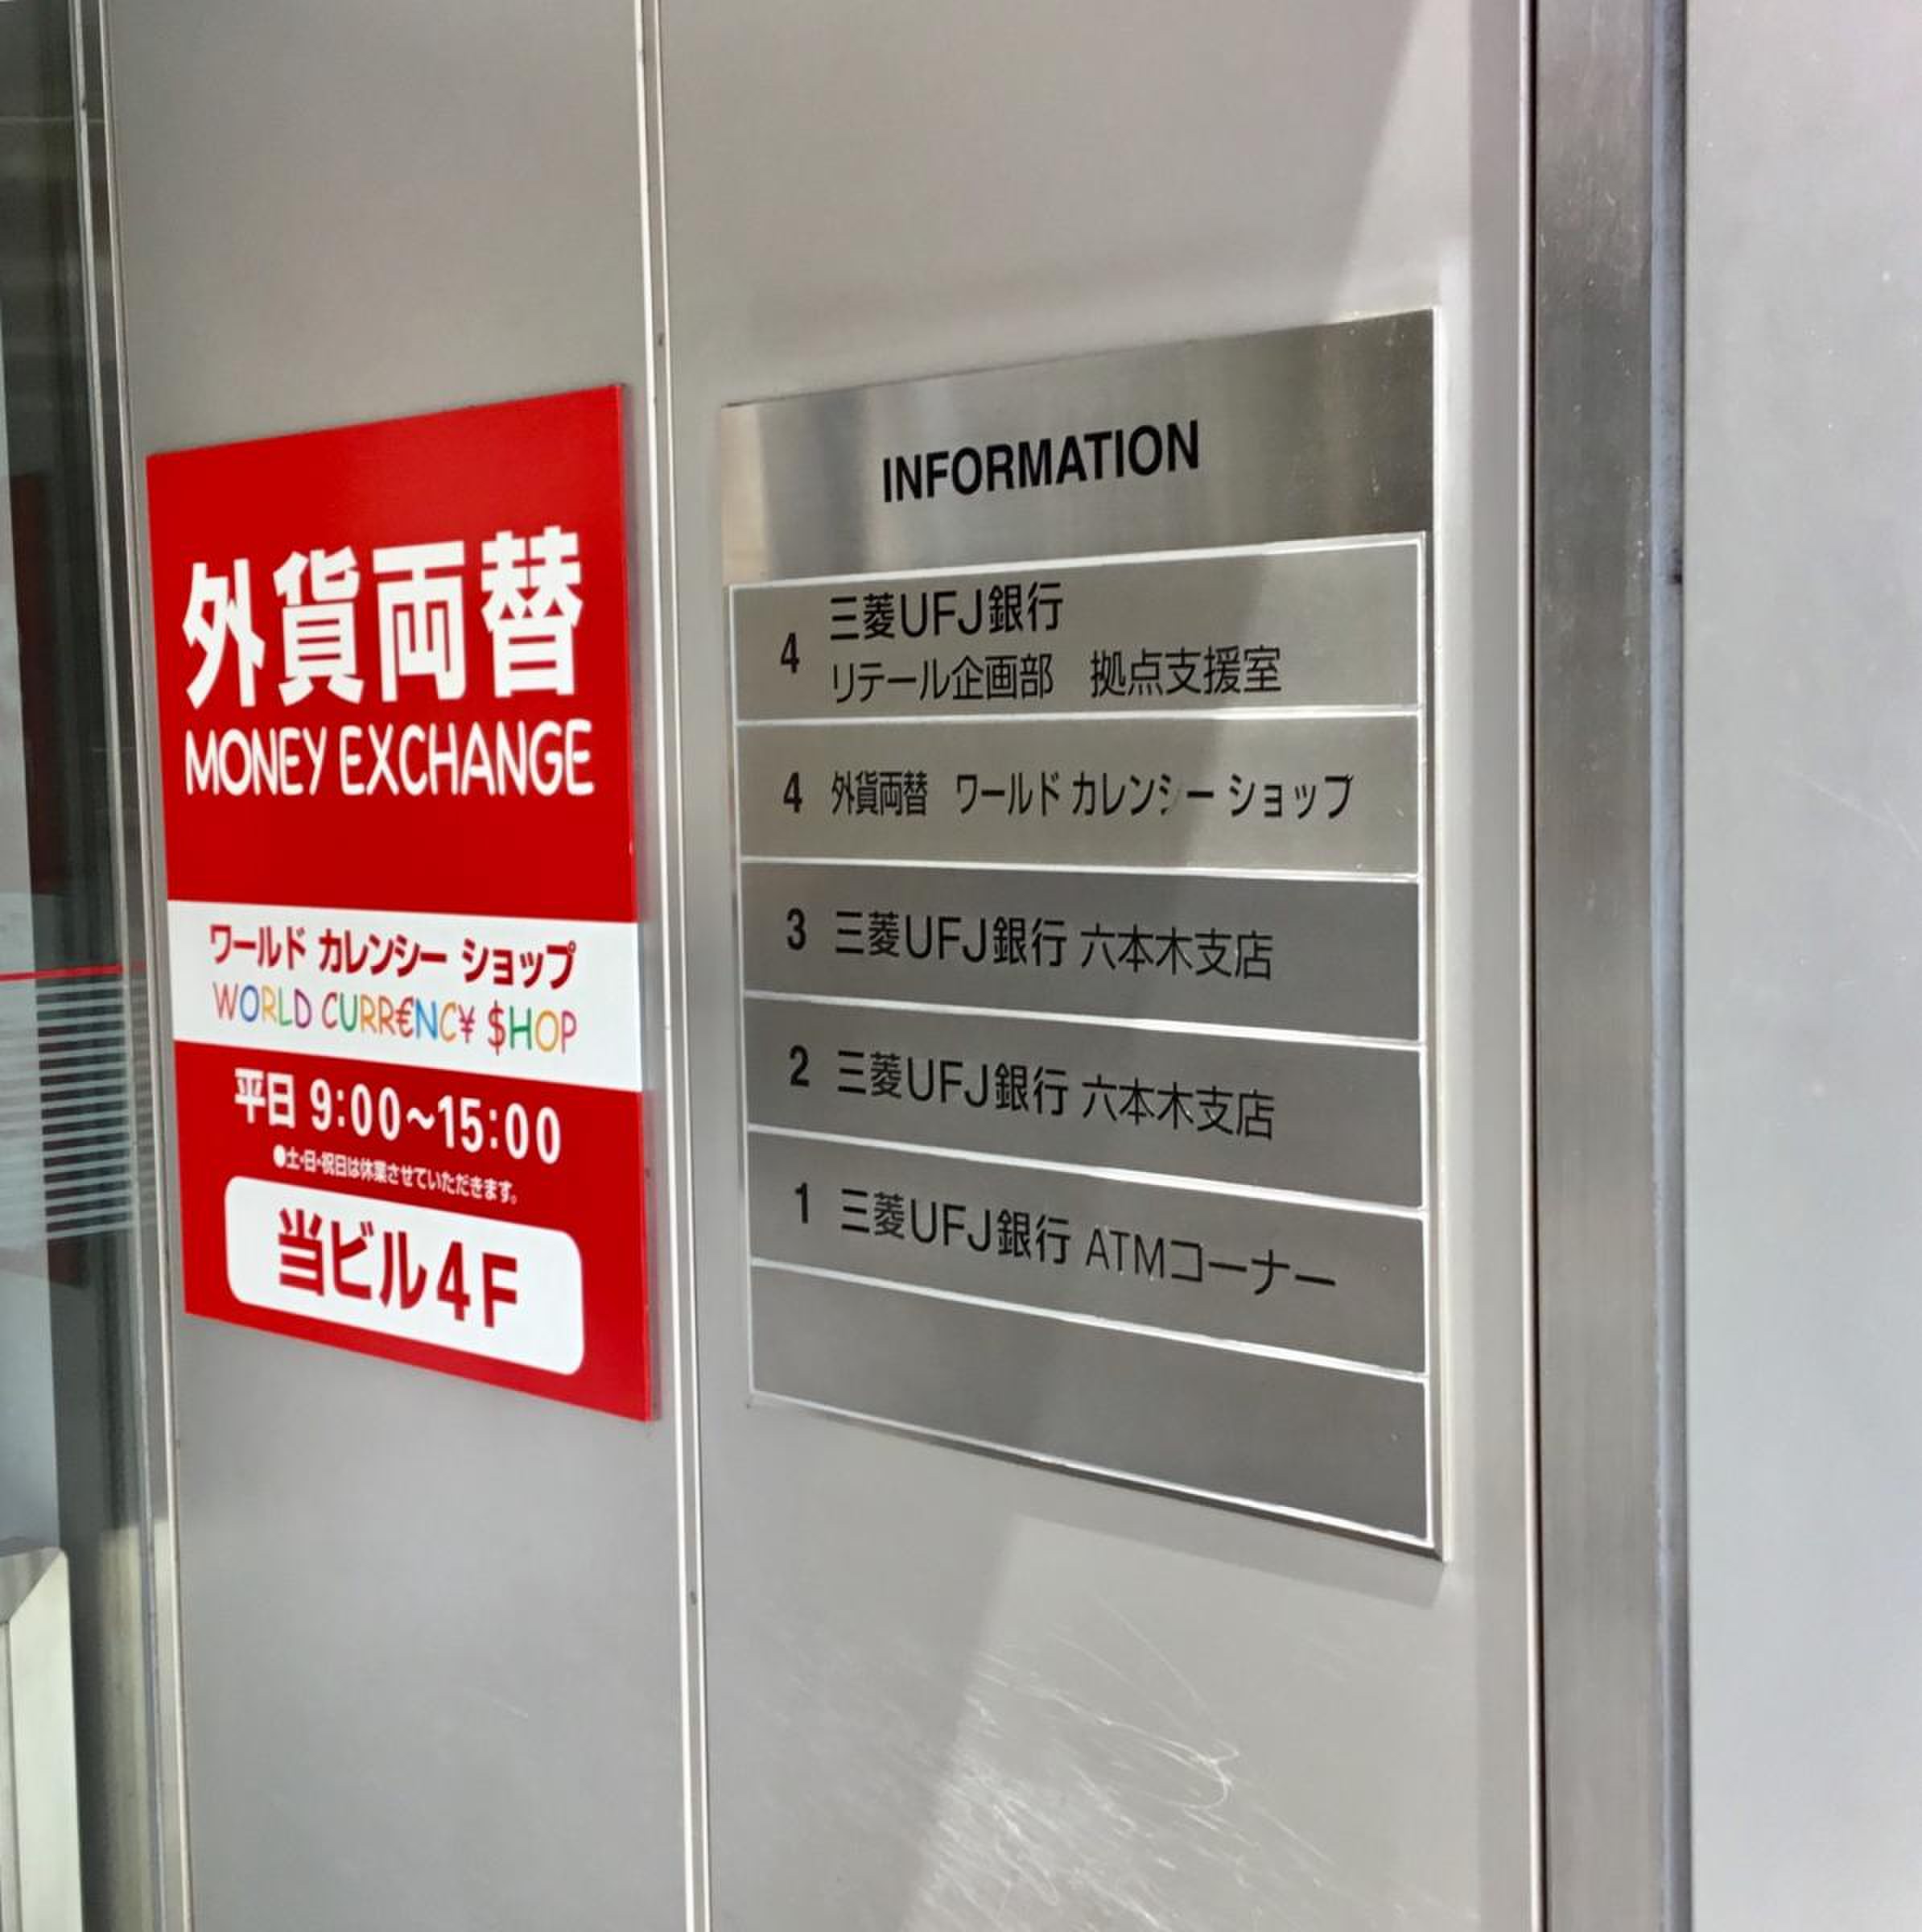 外貨両替
MONEY EXCHANGE
ワールド カレンシー ショップ
WORLD CURR€NC¥ $HOP
平日 9:00~15:00
●土・日・祝日は休業させていただきます。
当ビル4F
INFORMATION
4 三菱UFJ銀行
リテール企画部 拠点支援室
4 外貨両替 ワールド カレンシー ショップ
3 三菱UFJ銀行 六本木支店
2 三菱UFJ銀行 六本木支店
1 三菱UFJ銀行 ATMコーナー